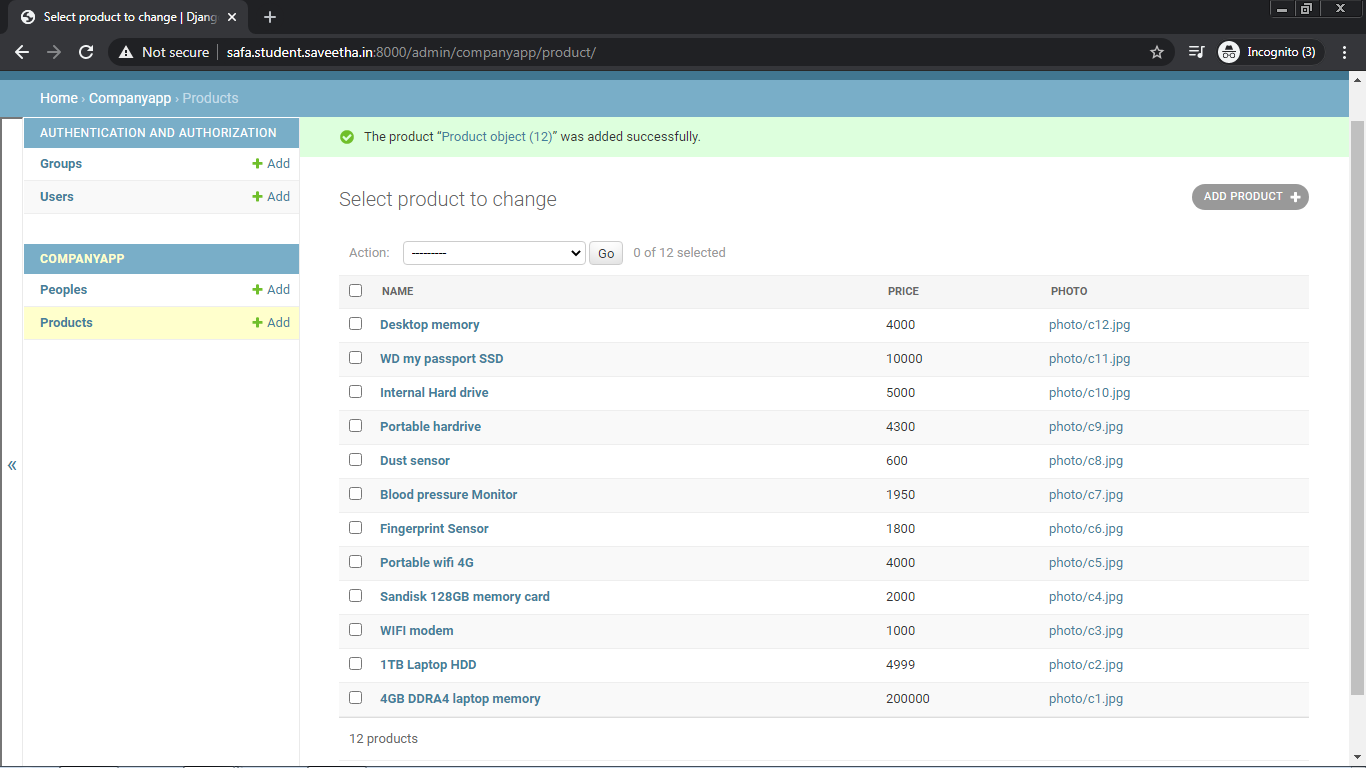 Select product to change | Djang
Not secure | safa.student.saveetha.in:8000/admin/companyapp/product/
Incognito (3)
Home › Companyapp › Products
AUTHENTICATION AND AUTHORIZATION
Groups + Add
Users + Add
COMPANYAPP
Peoples + Add
Products + Add
«
The product “Product object (12)” was added successfully.
Select product to change
ADD PRODUCT +
Action: --------- Go 0 of 12 selected
NAME PRICE PHOTO
Desktop memory 4000 photo/c12.jpg
WD my passport SSD 10000 photo/c11.jpg
Internal Hard drive 5000 photo/c10.jpg
Portable hardrive 4300 photo/c9.jpg
Dust sensor 600 photo/c8.jpg
Blood pressure Monitor 1950 photo/c7.jpg
Fingerprint Sensor 1800 photo/c6.jpg
Portable wifi 4G 4000 photo/c5.jpg
Sandisk 128GB memory card 2000 photo/c4.jpg
WIFI modem 1000 photo/c3.jpg
1TB Laptop HDD 4999 photo/c2.jpg
4GB DDRA4 laptop memory 200000 photo/c1.jpg
12 products